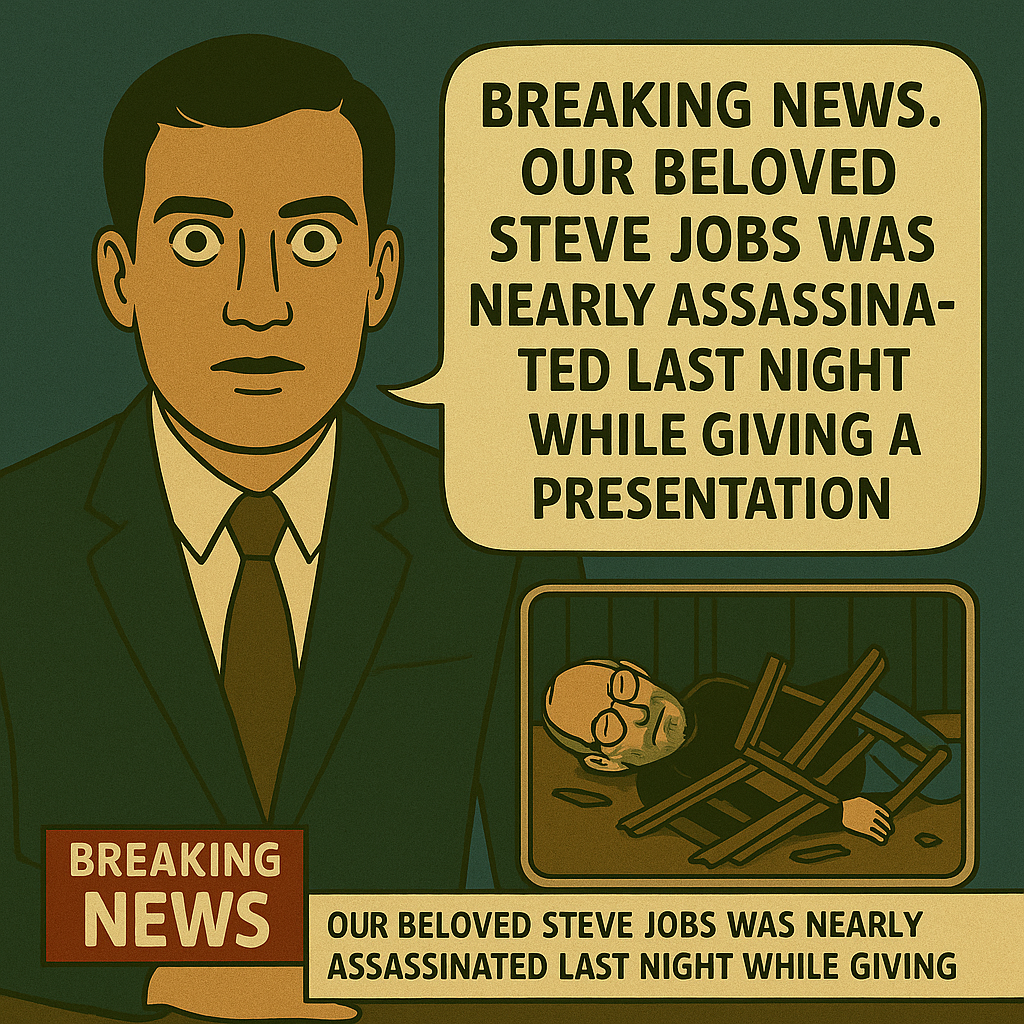 BREAKING NEWS.
OUR BELOVED
STEVE JOBS WAS
NEARLY ASSASSINA-
TED LAST NIGHT
WHILE GIVING A
PRESENTATION
BREAKING
NEWS
OUR BELOVED STEVE JOBS WAS NEARLY
ASSASSINATED LAST NIGHT WHILE GIVING